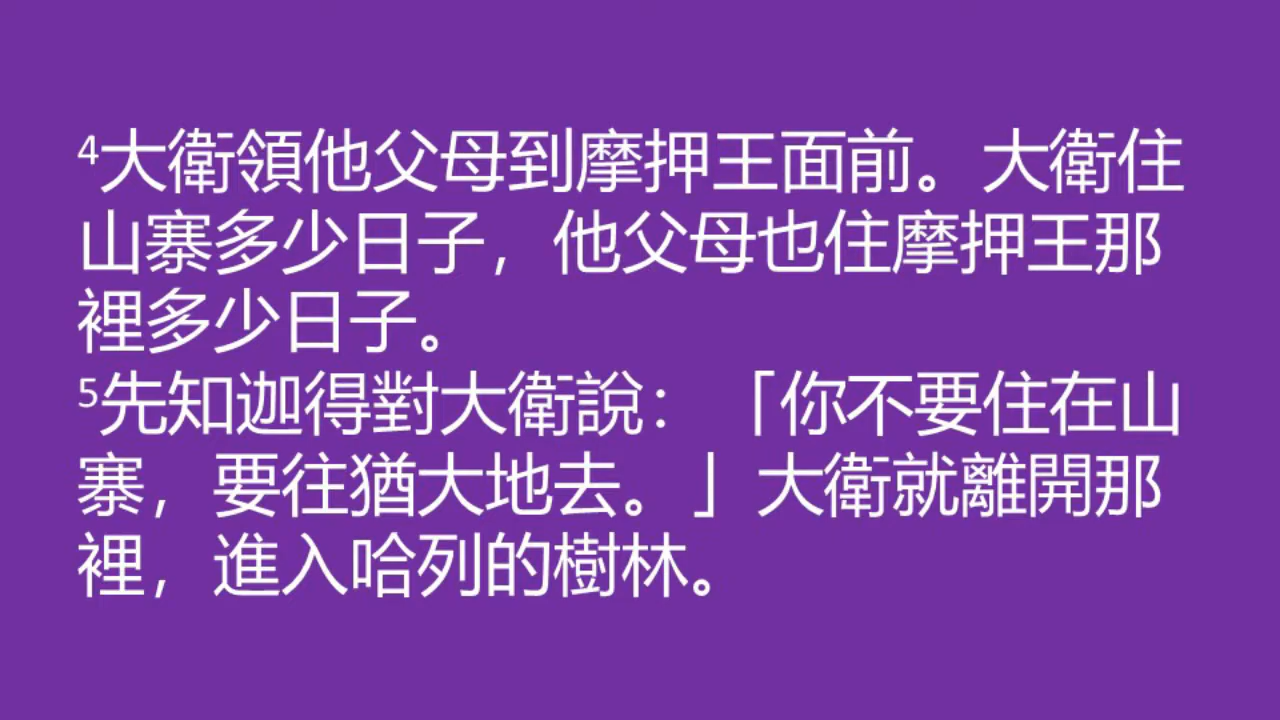 ⁴大衛領他父母到摩押王面前。大衛住
山寨多少日子，他父母也住摩押王那
裡多少日子。
⁵先知迦得對大衛說：「你不要住在山
寨，要往猶大地去。」大衛就離開那
裡，進入哈列的樹林。